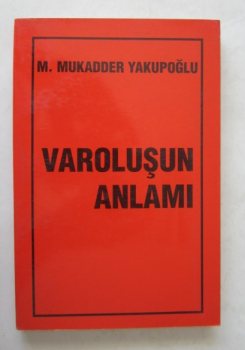 M. MUKADDER YAKUPOĞLU
VAROLUŞUN
ANLAMI